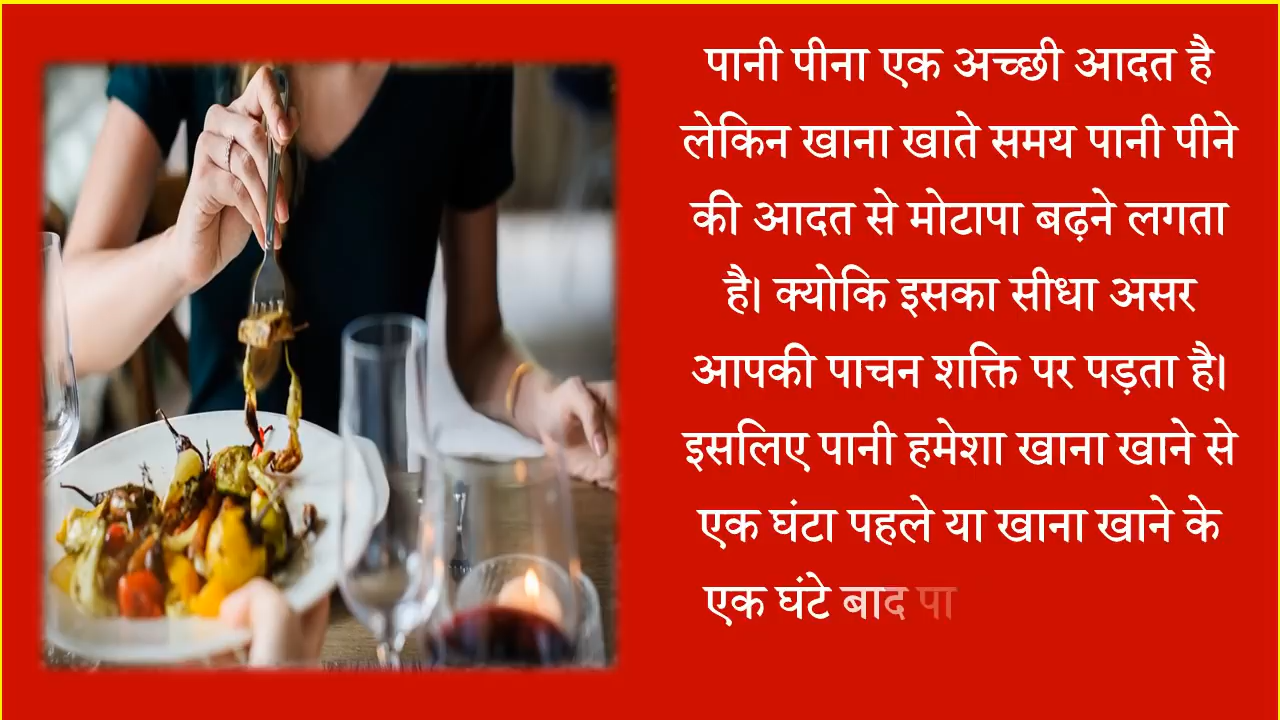 पानी पीना एक अच्छी आदत है
लेकिन खाना खाते समय पानी पीने
की आदत से मोटापा बढ़ने लगता
है। क्योकि इसका सीधा असर
आपकी पाचन शक्ति पर पड़ता है।
इसलिए पानी हमेशा खाना खाने से
एक घंटा पहले या खाना खाने के
एक घंटे बाद पा